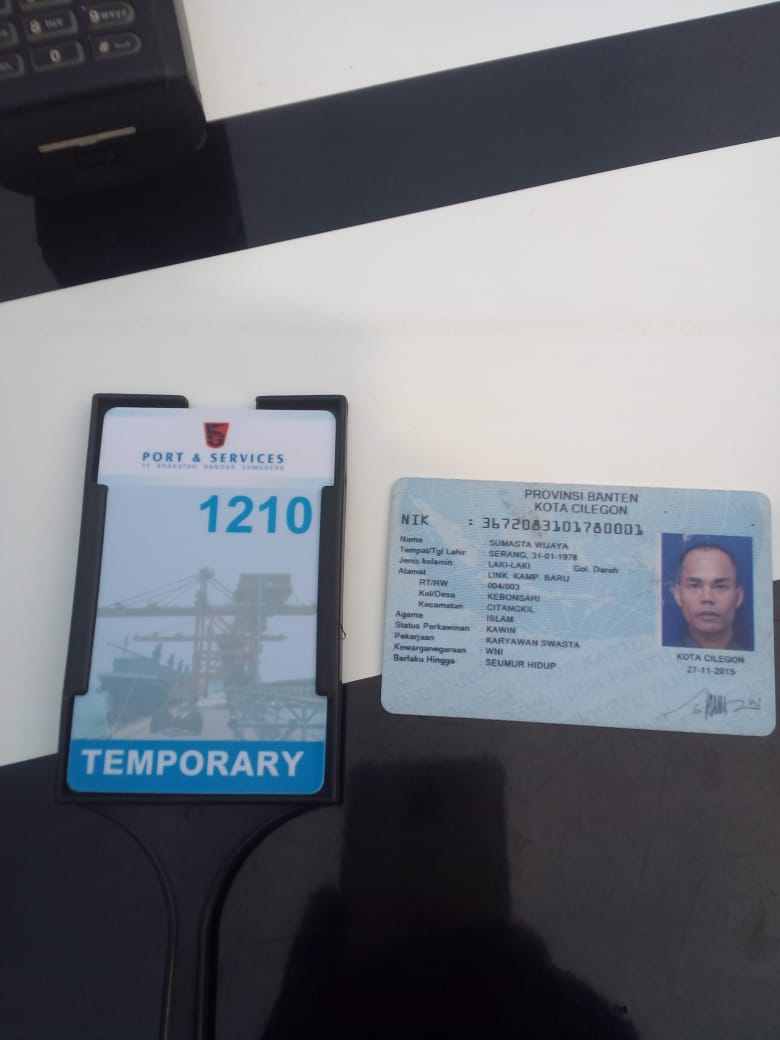 8 tuv
9 wxyz
0
#
PORT & SERVICES
PT KRAKATAU BANDAR SAMUDERA
1210
TEMPORARY
PROVINSI BANTEN
KOTA CILEGON
NIK : 3672083101780001
Nama : SUMASTA WIJAYA
Tempat/Tgl Lahir : SERANG, 31-01-1978
Jenis kelamin : LAKI-LAKI Gol. Darah
Alamat : LINK. KAMP. BARU
RT/RW : 004/003
Kel/Desa : KEBONSARI
Kecamatan : CITANGKIL
Agama : ISLAM
Status Perkawinan : KAWIN
Pekerjaan : KARYAWAN SWASTA
Kewarganegaraan : WNI
Berlaku Hingga : SEUMUR HIDUP
KOTA CILEGON
27-11-2015